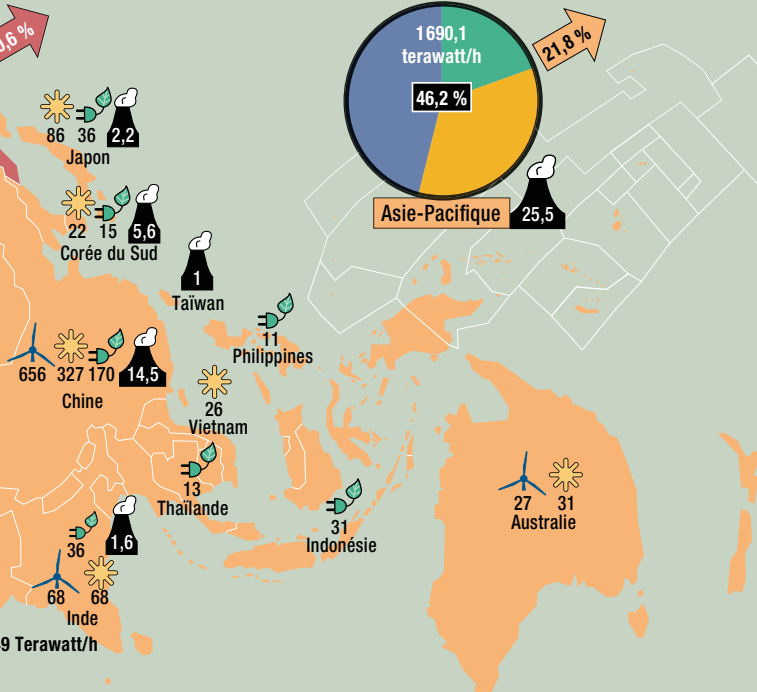 ,6 %
1 690,1
terawatt/h
46,2 %
21,8 %
Asie-Pacifique
25,5
86 36 2,2
Japon
22 15 5,6
Corée du Sud
1
Taïwan
11
Philippines
656 327 170 14,5
Chine
26
Vietnam
13
Thaïlande
31
Indonésie
27 31
Australie
36 1,6
68 68
Inde
9 Terawatt/h